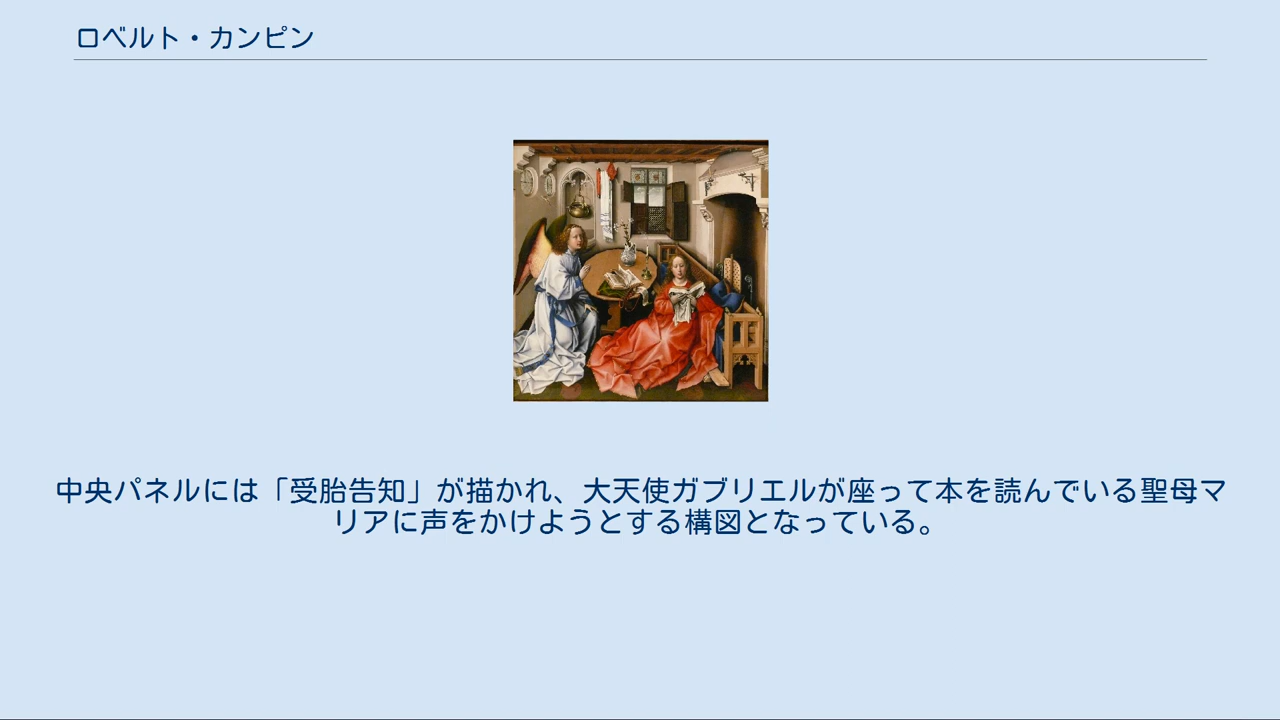 ロベルト・カンピン
中央パネルには「受胎告知」が描かれ、大天使ガブリエルが座って本を読んでいる聖母マ
リアに声をかけようとする構図となっている。